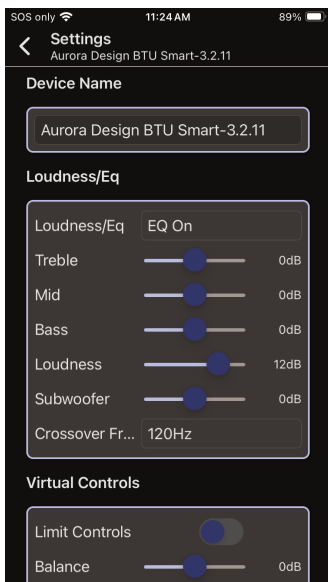 SOS only 11:24 AM 89%
Settings
Aurora Design BTU Smart-3.2.11
Device Name
Aurora Design BTU Smart-3.2.11
Loudness/Eq
Loudness/Eq EQ On
Treble 0dB
Mid 0dB
Bass 0dB
Loudness 12dB
Subwoofer 0dB
Crossover Fr... 120Hz
Virtual Controls
Limit Controls
Balance 0dB